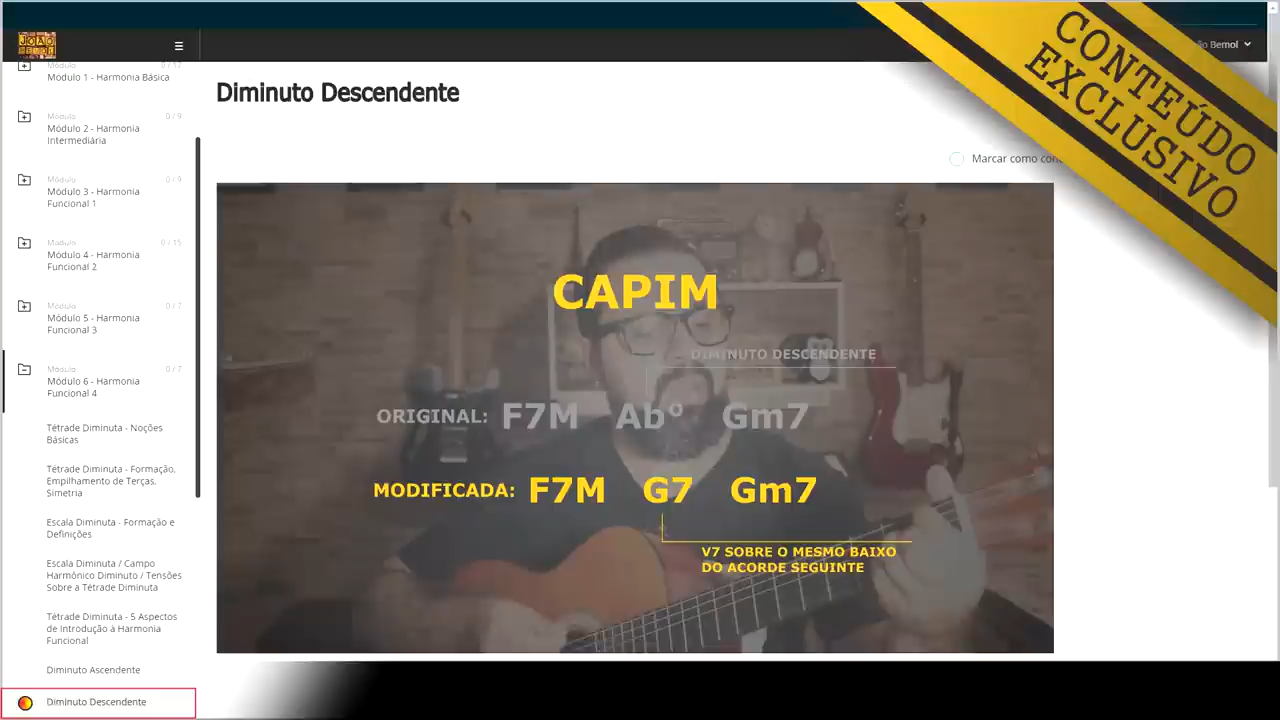 CONTEÚDO
EXCLUSIVO
JOÃO
BEMOL
ão Bemol
Módulo 0 / 17
Módulo 1 - Harmonia Básica
Módulo 0 / 9
Módulo 2 - Harmonia
Intermediária
Módulo 0 / 9
Módulo 3 - Harmonia
Funcional 1
Módulo 0 / 15
Módulo 4 - Harmonia
Funcional 2
Módulo 0 / 7
Módulo 5 - Harmonia
Funcional 3
Módulo 0 / 7
Módulo 6 - Harmonia
Funcional 4
Tétrade Diminuta - Noções
Básicas
Tétrade Diminuta - Formação,
Empilhamento de Terças,
Simetria
Escala Diminuta - Formação e
Definições
Escala Diminuta / Campo
Harmônico Diminuto / Tensões
Sobre a Tétrade Diminuta
Tétrade Diminuta - 5 Aspectos
de Introdução à Harmonia
Funcional
Diminuto Ascendente
Diminuto Descendente
Diminuto Descendente
Marcar como con
CAPIM
DIMINUTO DESCENDENTE
ORIGINAL: F7M Ab° Gm7
MODIFICADA: F7M G7 Gm7
V7 SOBRE O MESMO BAIXO
DO ACORDE SEGUINTE